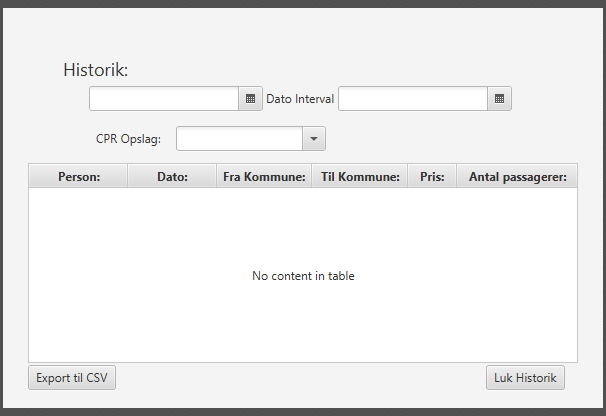 Historik:
Dato Interval
CPR Opslag:
Person: Dato: Fra Kommune: Til Kommune: Pris: Antal passagerer:
No content in table
Export til CSV Luk Historik